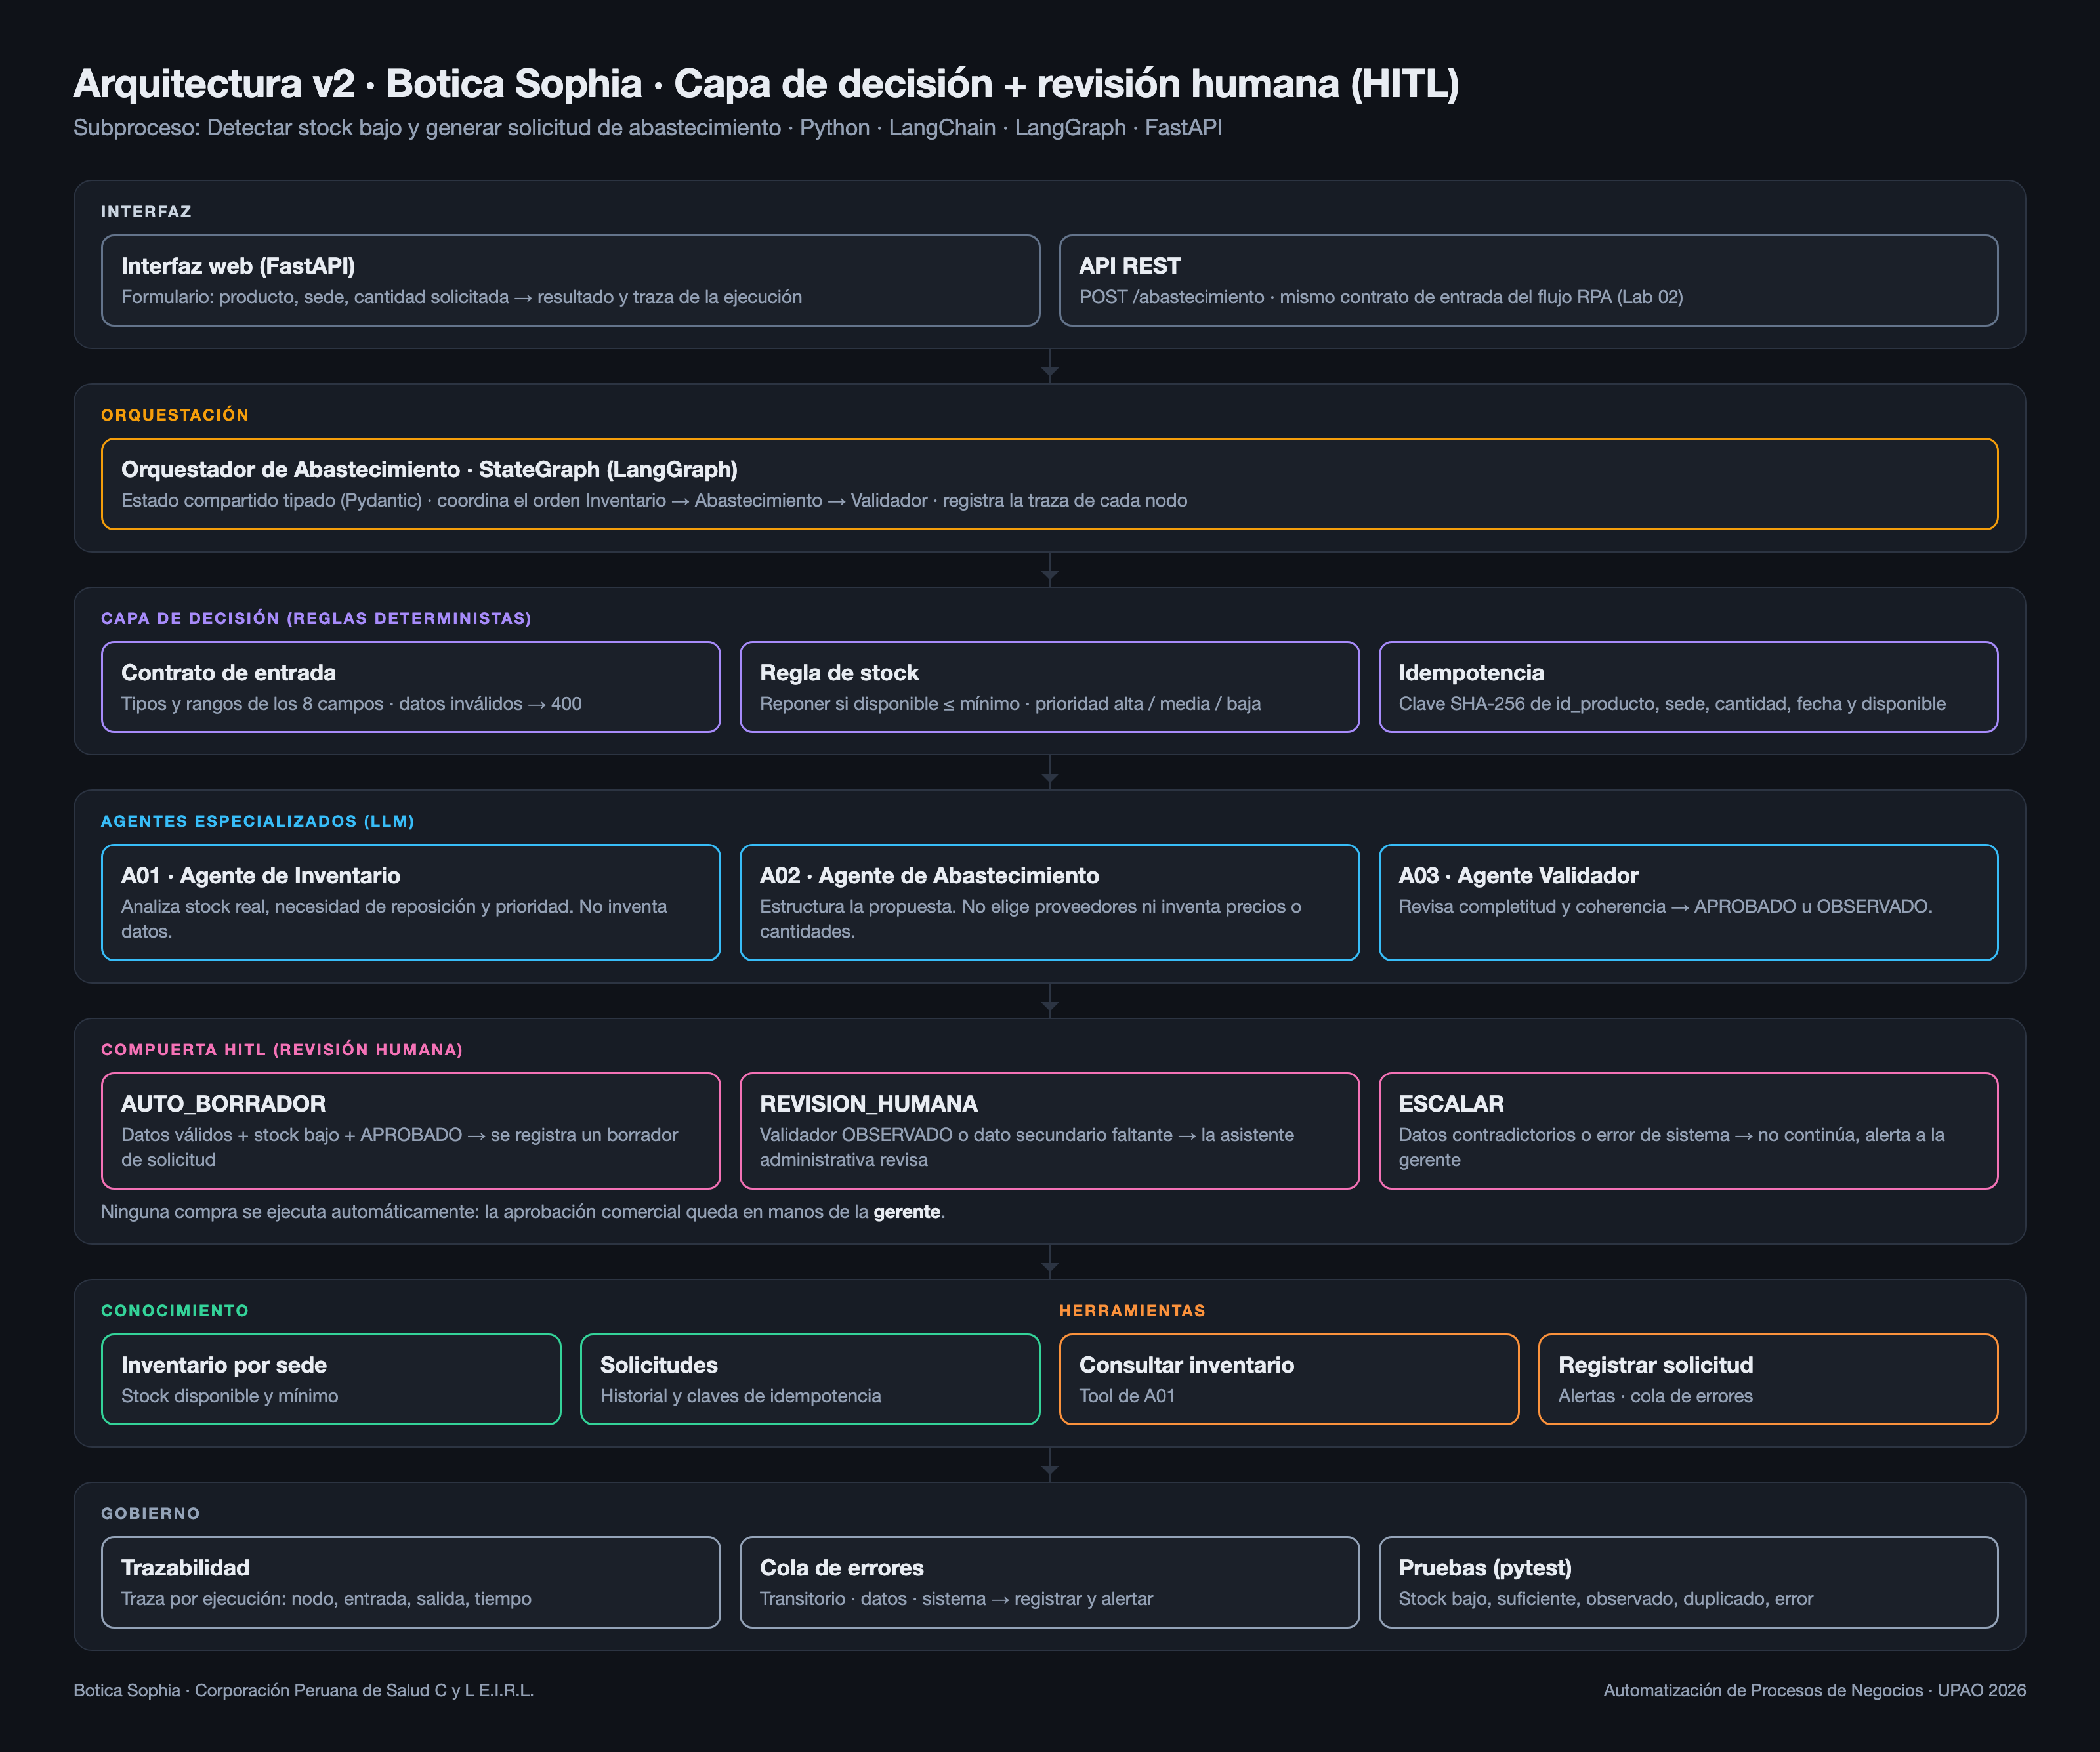 Arquitectura v2 · Botica Sophia · Capa de decisión + revisión humana (HITL)
Subproceso: Detectar stock bajo y generar solicitud de abastecimiento · Python · LangChain · LangGraph · FastAPI
INTERFAZ
Interfaz web (FastAPI)
Formulario: producto, sede, cantidad solicitada → resultado y traza de la ejecución
API REST
POST /abastecimiento · mismo contrato de entrada del flujo RPA (Lab 02)
ORQUESTACIÓN
Orquestador de Abastecimiento · StateGraph (LangGraph)
Estado compartido tipado (Pydantic) · coordina el orden Inventario → Abastecimiento → Validador · registra la traza de cada nodo
CAPA DE DECISIÓN (REGLAS DETERMINISTAS)
Contrato de entrada
Tipos y rangos de los 8 campos · datos inválidos → 400
Regla de stock
Reponer si disponible ≤ mínimo · prioridad alta / media / baja
Idempotencia
Clave SHA-256 de id_producto, sede, cantidad, fecha y disponible
AGENTES ESPECIALIZADOS (LLM)
A01 · Agente de Inventario
Analiza stock real, necesidad de reposición y prioridad. No inventa
datos.
A02 · Agente de Abastecimiento
Estructura la propuesta. No elige proveedores ni inventa precios o
cantidades.
A03 · Agente Validador
Revisa completitud y coherencia → APROBADO u OBSERVADO.
COMPUERTA HITL (REVISIÓN HUMANA)
AUTO_BORRADOR
Datos válidos + stock bajo + APROBADO → se registra un borrador
de solicitud
REVISION_HUMANA
Validador OBSERVADO o dato secundario faltante → la asistente
administrativa revisa
ESCALAR
Datos contradictorios o error de sistema → no continúa, alerta a la
gerente
Ninguna compra se ejecuta automáticamente: la aprobación comercial queda en manos de la gerente.
CONOCIMIENTO
Inventario por sede
Stock disponible y mínimo
Solicitudes
Historial y claves de idempotencia
HERRAMIENTAS
Consultar inventario
Tool de A01
Registrar solicitud
Alertas · cola de errores
GOBIERNO
Trazabilidad
Traza por ejecución: nodo, entrada, salida, tiempo
Cola de errores
Transitorio · datos · sistema → registrar y alertar
Pruebas (pytest)
Stock bajo, suficiente, observado, duplicado, error
Botica Sophia · Corporación Peruana de Salud C y L E.I.R.L.
Automatización de Procesos de Negocios · UPAO 2026